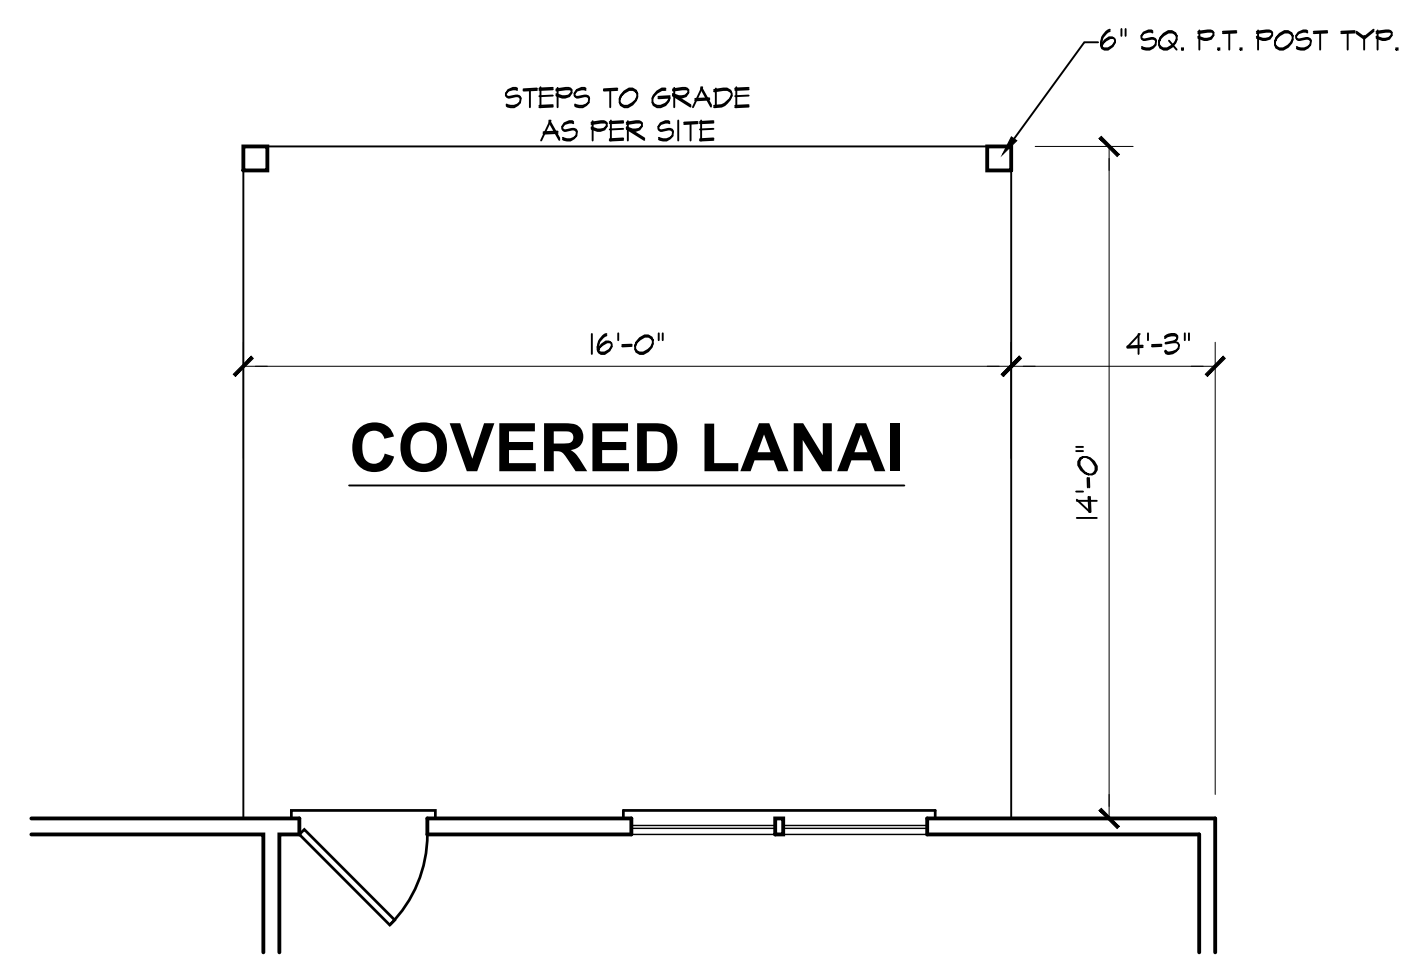 6" SQ. P.T. POST TYP.
STEPS TO GRADE
AS PER SITE
16'-0"
4'-3"
COVERED LANAI
14'-0"